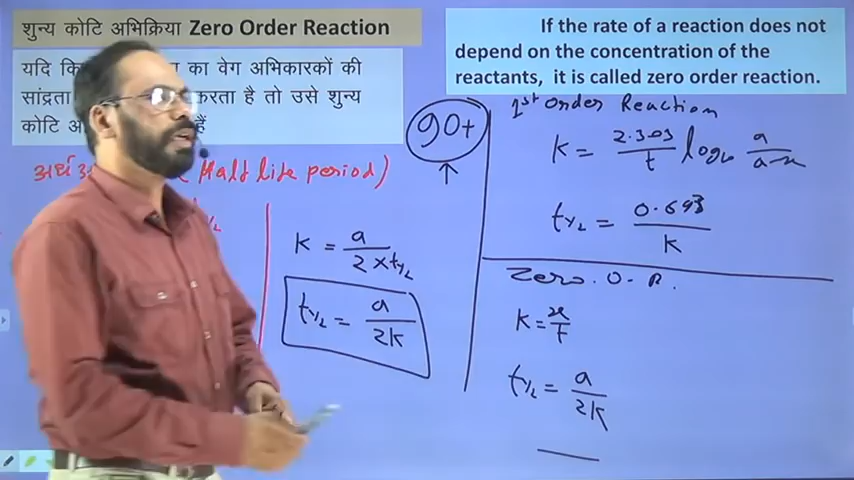 शुन्य कोटि अभिक्रिया Zero Order Reaction
यदि का वेग अभिकारकों की
सांद्रता करता है तो उसे शुन्य
कोटि हैं
If the rate of a reaction does not
depend on the concentration of the
reactants, it is called zero order reaction.
90+
(Half life period)
K = a / 2 × t½
t½ = a / 2K
1st Order Reaction
K = 2.303 / t log₁₀ a / a-x
t½ = 0.693 / K
Zero. O. R.
K = x / t
t½ = a / 2K